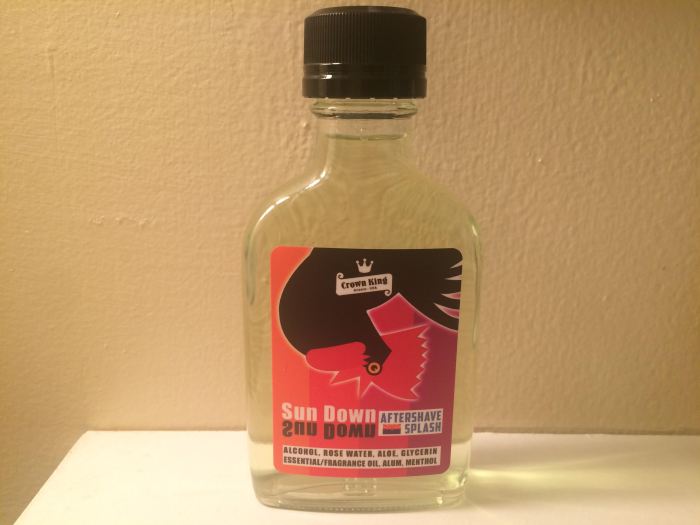 Crown King
Sun Down
Sun Down
AFTERSHAVE
SPLASH
ALCOHOL, ROSE WATER, ALOE, GLYCERIN
ESSENTIAL/FRAGRANCE OIL, ALUM, MENTHOL